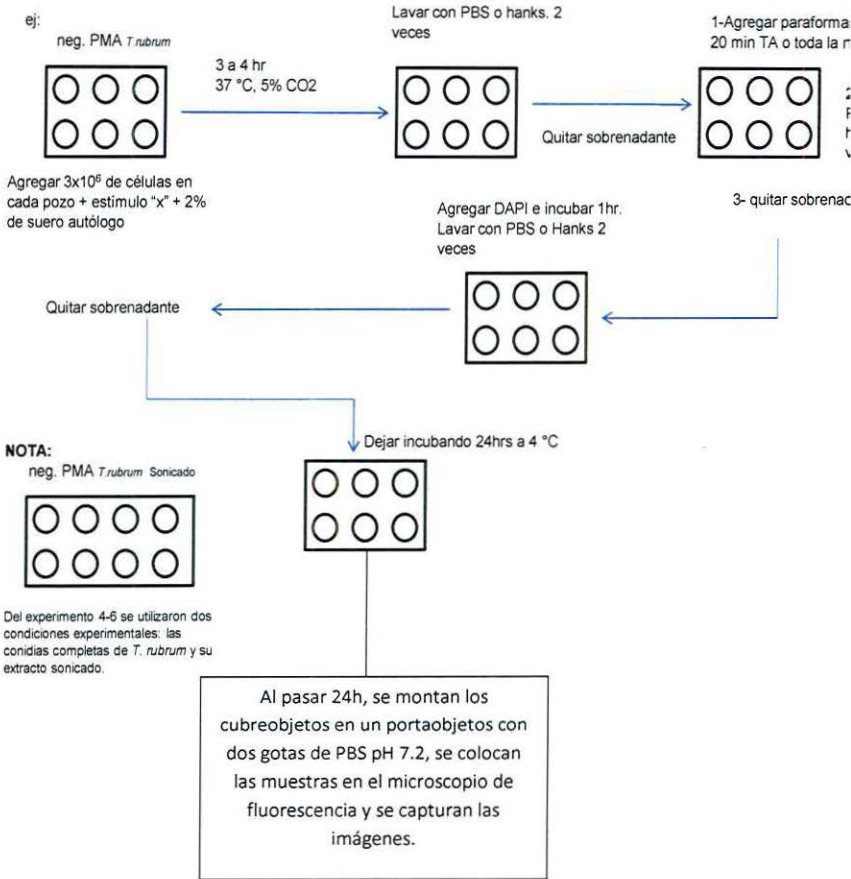 ej:
neg. PMA T.rubrum
3 a 4 hr
37 °C, 5% CO2
Agregar 3x10⁶ de células en
cada pozo + estimulo "x" + 2%
de suero autólogo
Lavar con PBS o hanks. 2
veces
Quitar sobrenadante
1-Agregar paraforma
20 min TA o toda la
3- quitar sobrenad
Agregar DAPI e incubar 1hr.
Lavar con PBS o Hanks 2
veces
Quitar sobrenadante
Dejar incubando 24hrs a 4 °C
NOTA:
neg. PMA T.rubrum Sonicado
Del experimento 4-6 se utilizaron dos
condiciones experimentales: las
conidias completas de T. rubrum y su
extracto sonicado.
Al pasar 24h, se montan los
cubreobjetos en un portaobjetos con
dos gotas de PBS pH 7.2, se colocan
las muestras en el microscopio de
fluorescencia y se capturan las
imágenes.